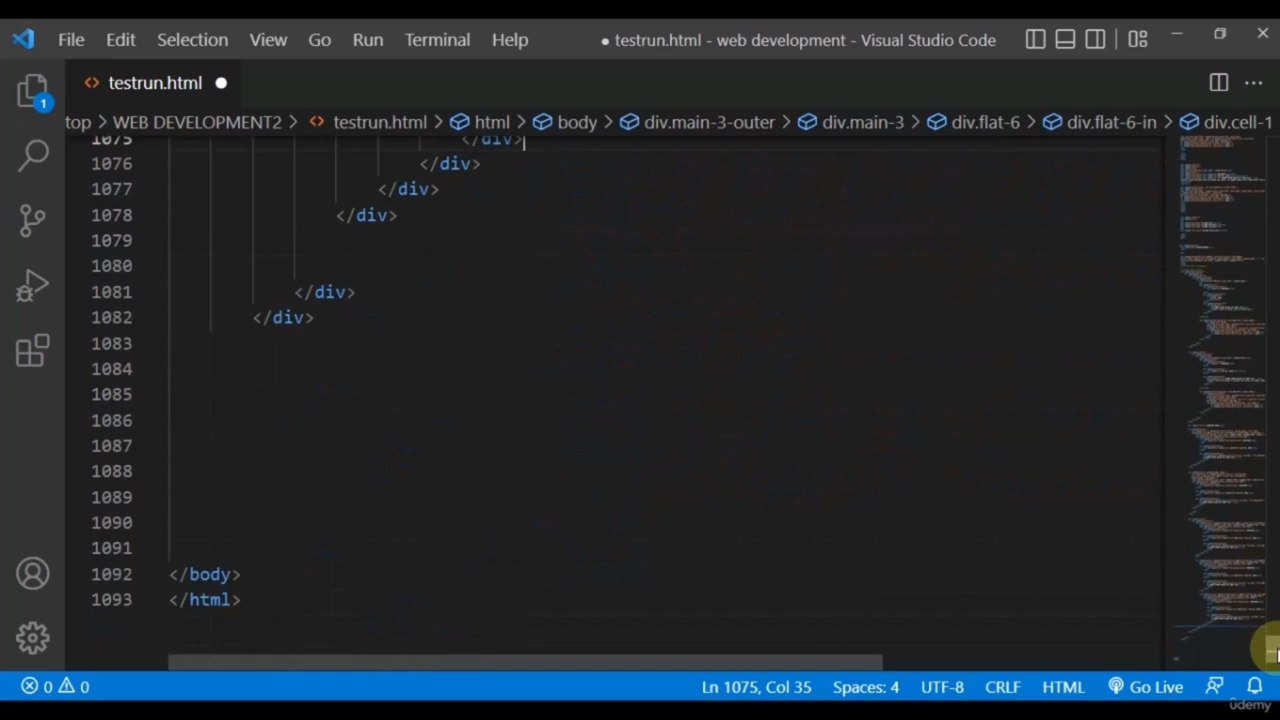 File Edit Selection View Go Run Terminal Help ● testrun.html - web development - Visual Studio Code
<> testrun.html ●
top > WEB DEVELOPMENT2 > <> testrun.html > html > body > div.main-3-outer > div.main-3 > div.flat-6 > div.flat-6-in > div.cell-1
1075 </div>
1076 </div>
1077 </div>
1078 </div>
1079
1080
1081 </div>
1082 </div>
1083
1084
1085
1086
1087
1088
1089
1090
1091
1092 </body>
1093 </html>
1
0 0 Ln 1075, Col 35 Spaces: 4 UTF-8 CRLF HTML Go Live
ûdemy